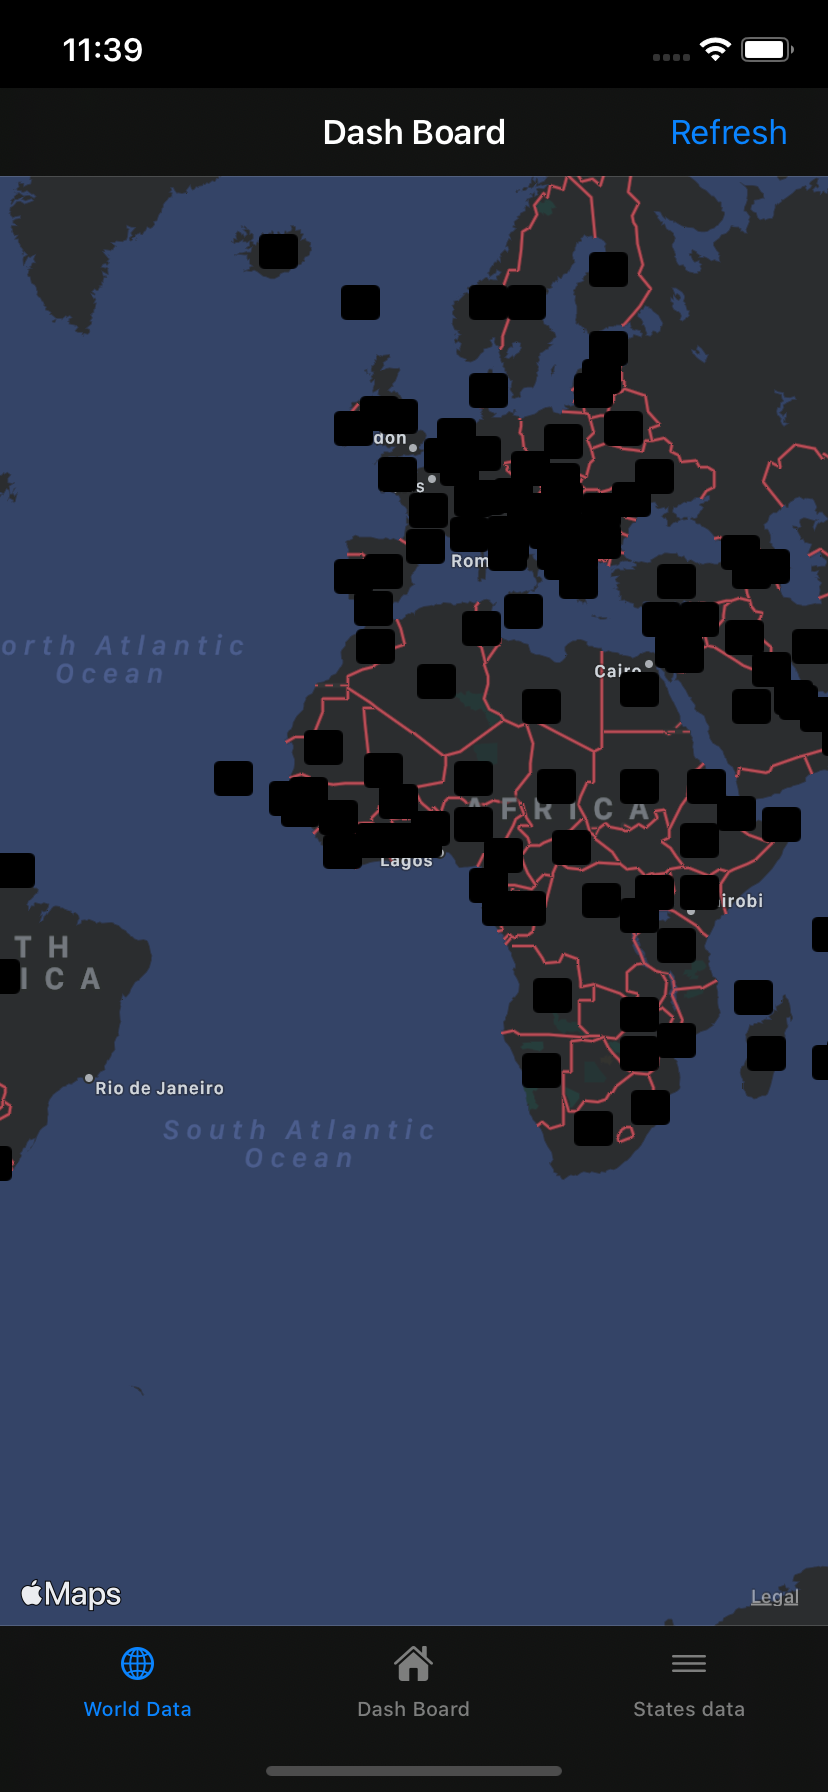 11:39
Dash Board
Refresh
don
s
Rom
orth Atlantic
Ocean
Cairo
AFRICA
Lagos
irobi
TH
ICA
Rio de Janeiro
South Atlantic
Ocean
Maps
Legal
World Data
Dash Board
States data